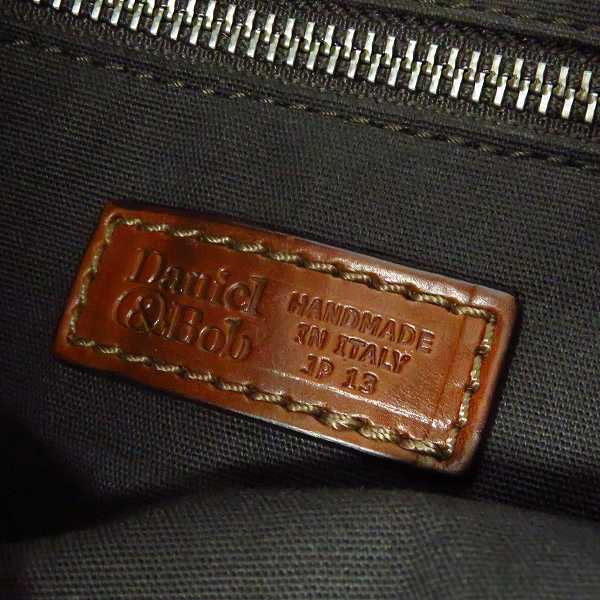 Daniel
&Bob
HANDMADE
IN ITALY
JP 13